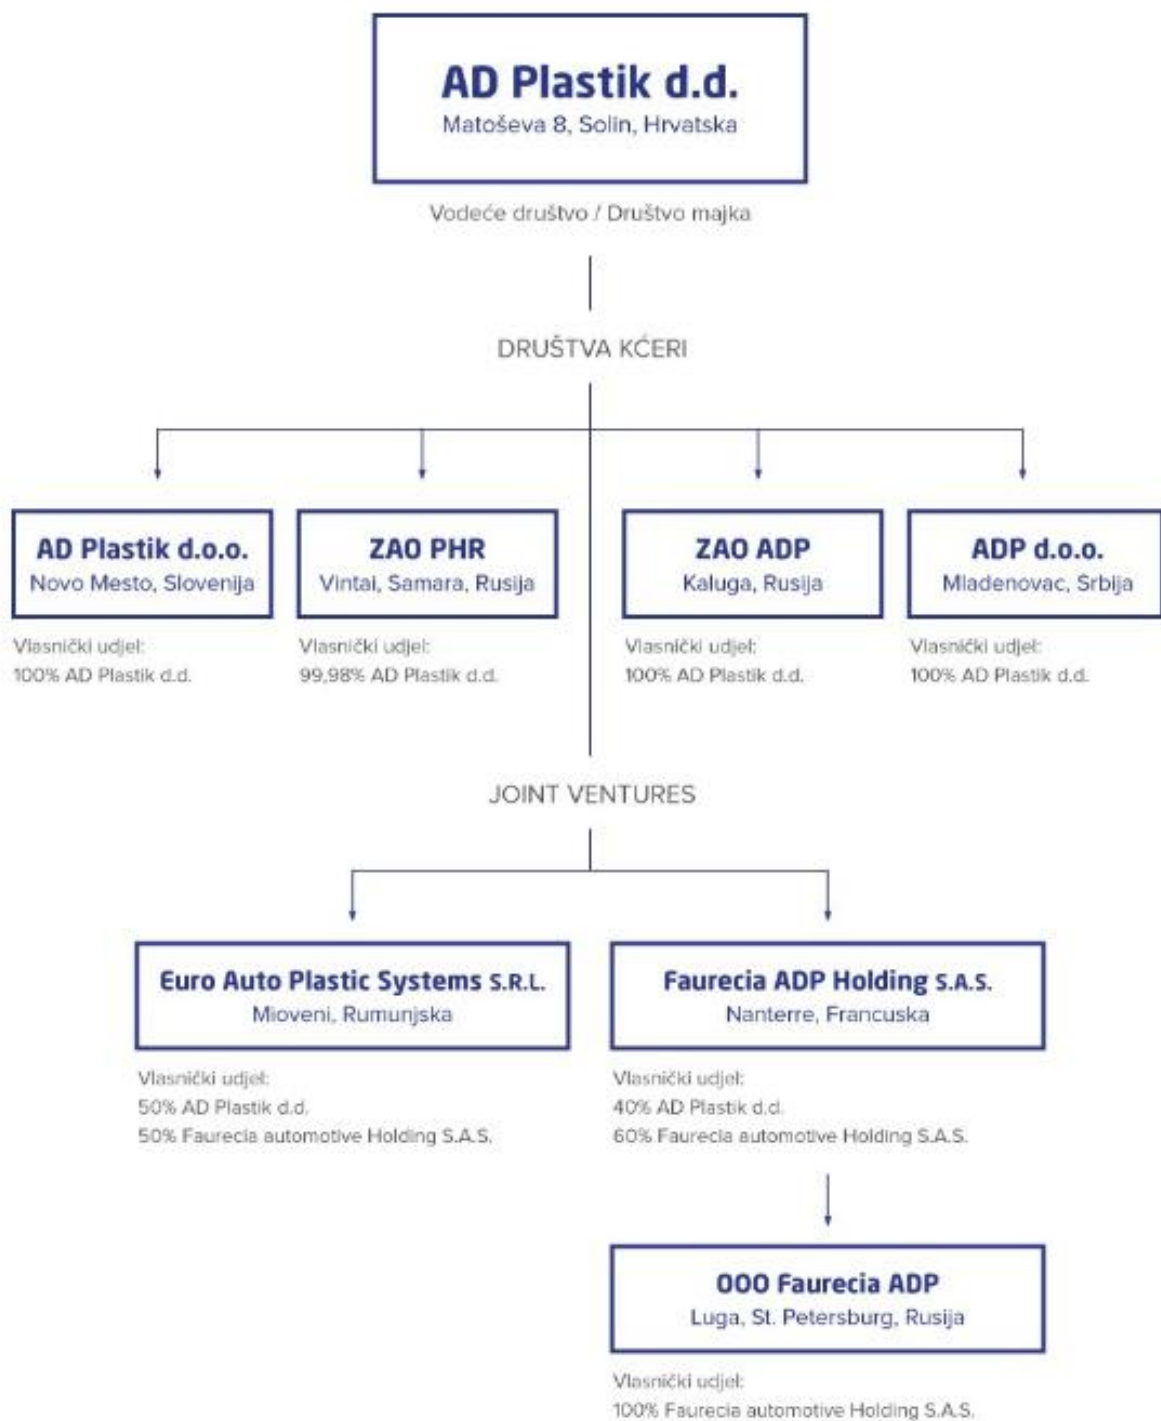 AD Plastik d.d.
Matoševa 8, Solin, Hrvatska
Vodeće društvo / Društvo majka
DRUŠTVA KĆERI
AD Plastik d.o.o.
Novo Mesto, Slovenija
Vlasnički udjel:
100% AD Plastik d.d.
ZAO PHR
Vintai, Samara, Rusija
Vlasnički udjel:
99,98% AD Plastik d.d.
ZAO ADP
Kaluga, Rusija
Vlasnički udjel:
100% AD Plastik d.d.
ADP d.o.o.
Mladenovac, Srbija
Vlasnički udjel:
100% AD Plastik d.d.
JOINT VENTURES
Euro Auto Plastic Systems S.R.L.
Mioveni, Rumunjska
Vlasnički udjel:
50% AD Plastik d.d.
50% Faurecia automotive Holding S.A.S.
Faurecia ADP Holding S.A.S.
Nanterre, Francuska
Vlasnički udjel:
40% AD Plastik d.d.
60% Faurecia automotive Holding S.A.S.
OOO Faurecia ADP
Luga, St. Petersburg, Rusija
Vlasnički udjel:
100% Faurecia automotive Holding S.A.S.